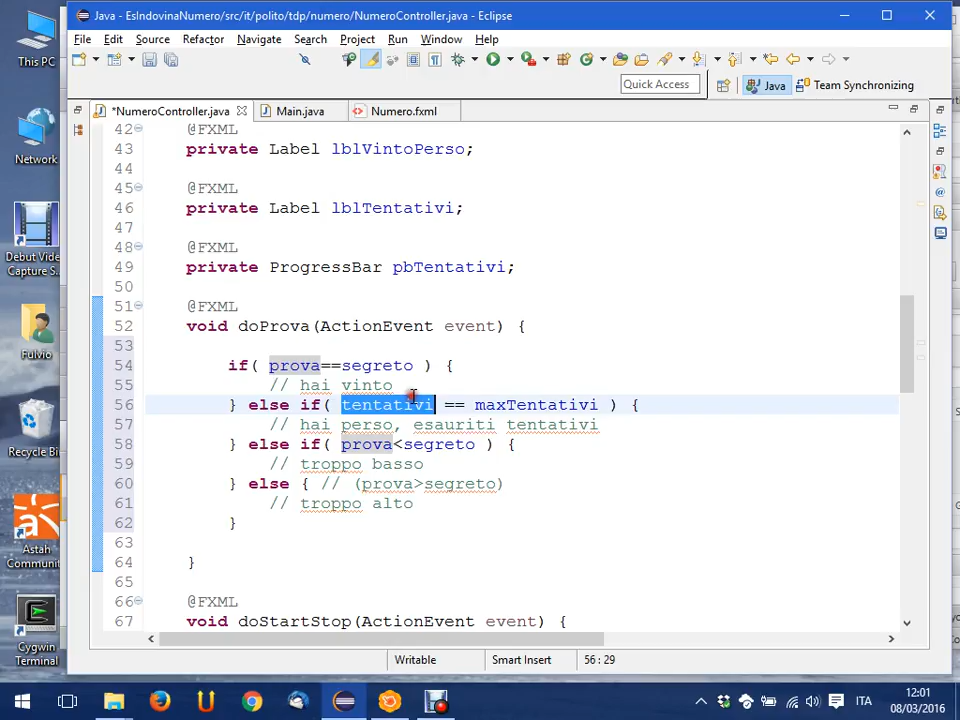 This PC
Network
Debut Video
Capture S...
Fulvio
Recycle Bin
Astah
Communit
Cygwin
Terminal
Java - EsIndovinaNumero/src/it/polito/tdp/numero/NumeroController.java - Eclipse
File Edit Source Refactor Navigate Search Project Run Window Help
Quick Access
Java
Team Synchronizing
*NumeroController.java
Main.java
Numero.fxml
42 @FXML
43 private Label lblVintoPerso;
44
45 @FXML
46 private Label lblTentativi;
47
48 @FXML
49 private ProgressBar pbTentativi;
50
51 @FXML
52 void doProva(ActionEvent event) {
53
54 if( prova==segreto ) {
55 // hai vinto
56 } else if( tentativi == maxTentativi ) {
57 // hai perso, esauriti tentativi
58 } else if( prova<segreto ) {
59 // troppo basso
60 } else { // (prova>segreto)
61 // troppo alto
62 }
63
64 }
65
66 @FXML
67 void doStartStop(ActionEvent event) {
Writable
Smart Insert
56 : 29
ITA
12:01
08/03/2016